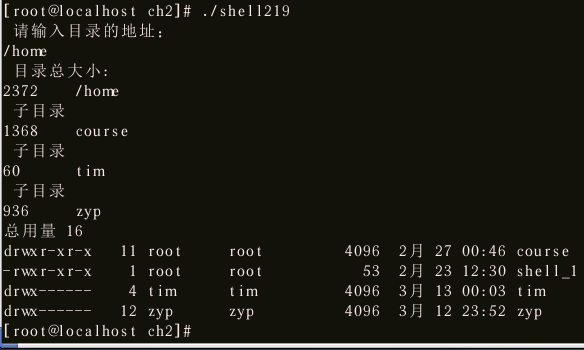 [root@localhost ch2]# ./shell219
请输入目录的地址:
/home
目录总大小:
2372 /home
子目录
1368 course
子目录
60 tim
子目录
936 zyp
总用量 16
drwxr-xr-x 11 root root 4096 2月 27 00:46 course
-rwxr-xr-x 1 root root 53 2月 23 12:30 shell_1
drwx------ 4 tim tim 4096 3月 13 00:03 tim
drwx------ 12 zyp zyp 4096 3月 12 23:52 zyp
[root@localhost ch2]#